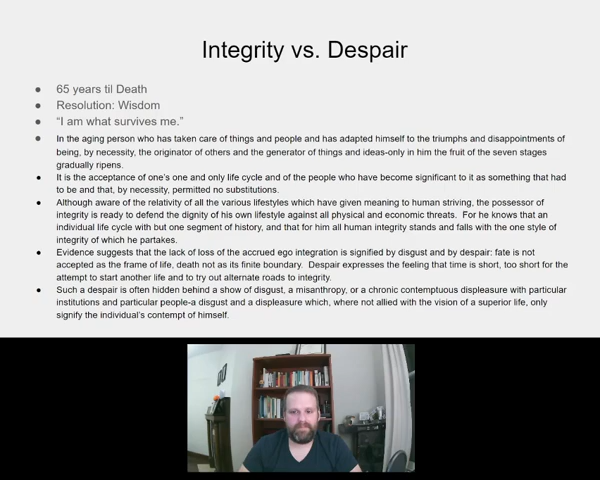 Integrity vs. Despair
● 65 years til Death
● Resolution: Wisdom
● “I am what survives me.”
● In the aging person who has taken care of things and people and has adapted himself to the triumphs and disappointments of
being, by necessity, the originator of others and the generator of things and ideas-only in him the fruit of the seven stages
gradually ripens.
● It is the acceptance of one’s one and only life cycle and of the people who have become significant to it as something that had
to be and that, by necessity, permitted no substitutions.
● Although aware of the relativity of all the various lifestyles which have given meaning to human striving, the possessor of
integrity is ready to defend the dignity of his own lifestyle against all physical and economic threats. For he knows that an
individual life cycle with but one segment of history, and that for him all human integrity stands and falls with the one style of
integrity of which he partakes.
● Evidence suggests that the lack of loss of the accrued ego integration is signified by disgust and by despair: fate is not
accepted as the frame of life, death not as its finite boundary. Despair expresses the feeling that time is short, too short for the
attempt to start another life and to try out alternate roads to integrity.
● Such a despair is often hidden behind a show of disgust, a misanthropy, or a chronic contemptuous displeasure with particular
institutions and particular people-a disgust and a displeasure which, where not allied with the vision of a superior life, only
signify the individual’s contempt of himself.